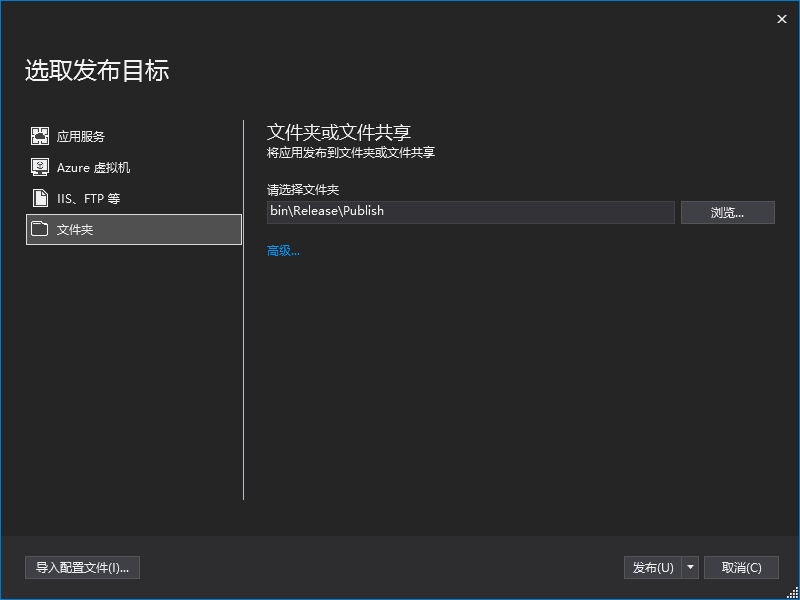 选取发布目标
应用服务
Azure 虚拟机
IIS、FTP 等
文件夹
文件夹或文件共享
将应用发布到文件夹或文件共享
请选择文件夹
bin\Release\Publish
浏览...
高级...
导入配置文件(I)...
发布(U)
取消(C)